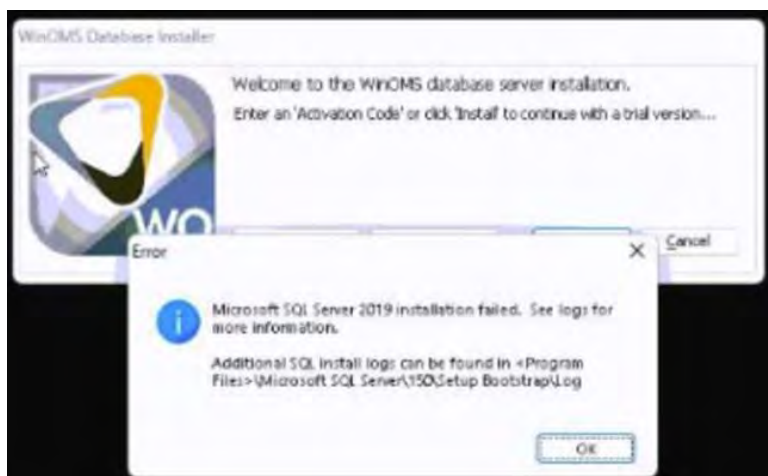 WinOMS Database Installer
Welcome to the WinOMS database server installation.
Enter an 'Activation Code' or click 'Install' to continue with a trial version...
WO
Cancel
Error
Microsoft SQL Server 2019 installation failed. See logs for
more information.
Additional SQL install logs can be found in <Program
Files>\Microsoft SQL Server\150\Setup Bootstrap\Log
OK